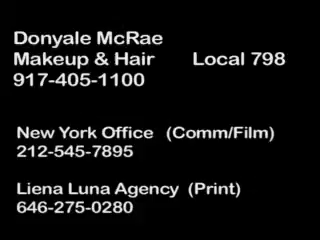 Donyale McRae
Makeup & Hair Local 798
917-405-1100
New York Office (Comm/Film)
212-545-7895
Liena Luna Agency (Print)
646-275-0280